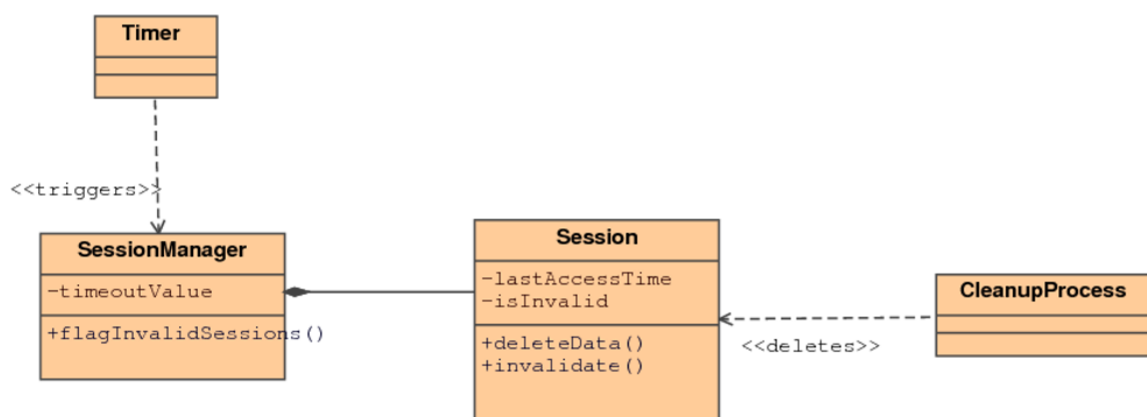 Timer
<<triggers>>
SessionManager
-timeoutValue
+flagInvalidSessions()
Session
-lastAccessTime
-isInvalid
+deleteData()
+invalidate()
CleanupProcess
<<deletes>>